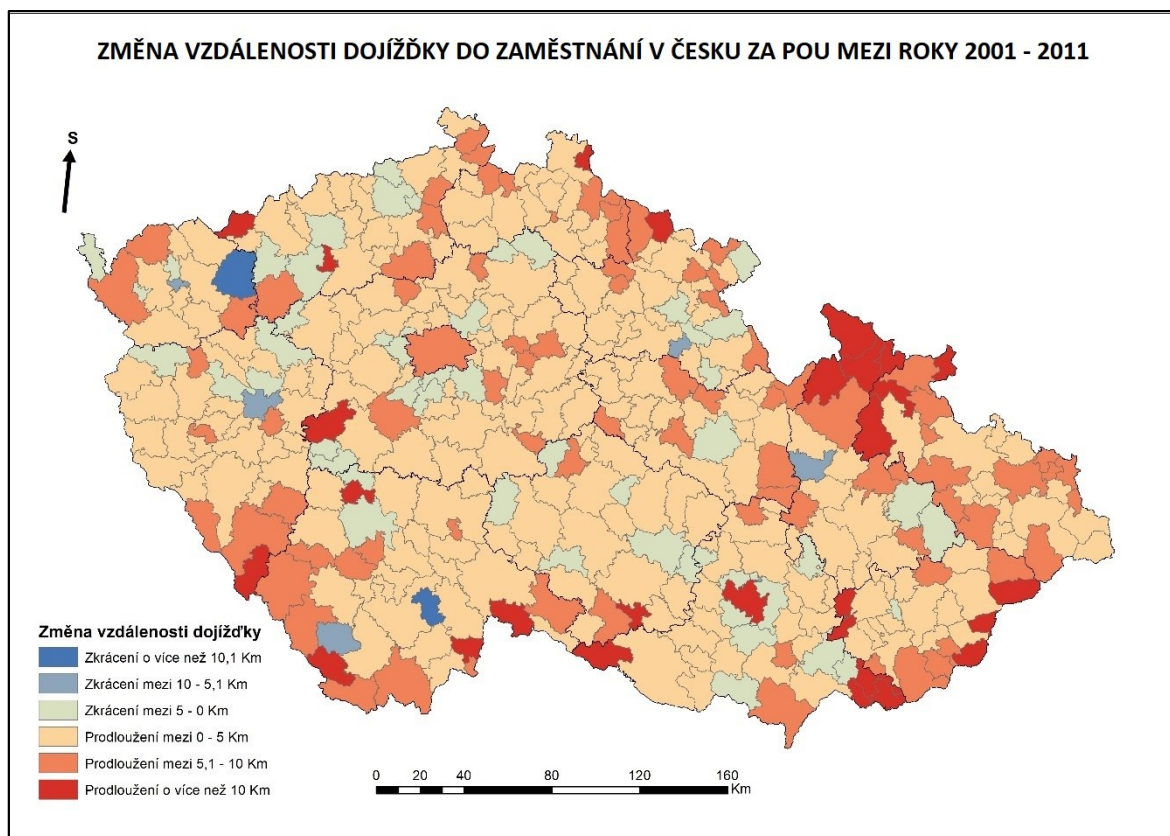 ZMĚNA VZDÁLENOSTI DOJÍŽĎKY DO ZAMĚSTNÁNÍ V ČESKU ZA POU MEZI ROKY 2001 - 2011
S
Změna vzdálenosti dojížďky
Zkrácení o více než 10,1 Km
Zkrácení mezi 10 - 5,1 Km
Zkrácení mezi 5 - 0 Km
Prodloužení mezi 0 - 5 Km
Prodloužení mezi 5,1 - 10 Km
Prodloužení o více než 10 Km
0 20 40 80 120 160
Km